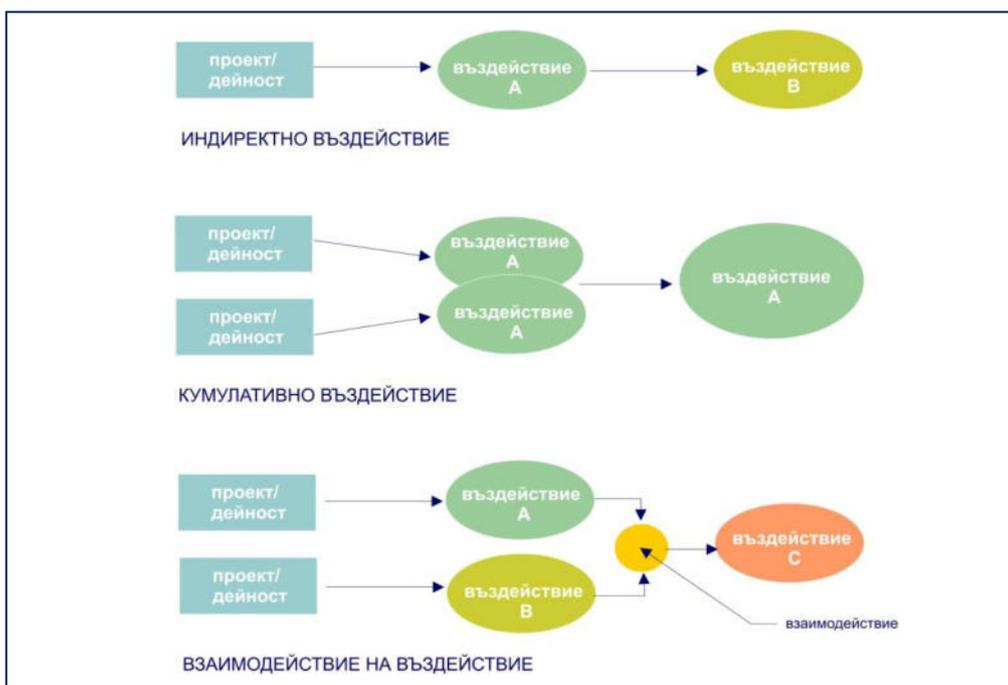 проект/
дейност
въздействие
А
въздействие
В
ИНДИРЕКТНО ВЪЗДЕЙСТВИЕ
проект/
дейност
въздействие
А
проект/
дейност
въздействие
А
въздействие
А
КУМУЛАТИВНО ВЪЗДЕЙСТВИЕ
проект/
дейност
въздействие
А
проект/
дейност
въздействие
В
въздействие
С
взаимодействие
ВЗАИМОДЕЙСТВИЕ НА ВЪЗДЕЙСТВИЕ